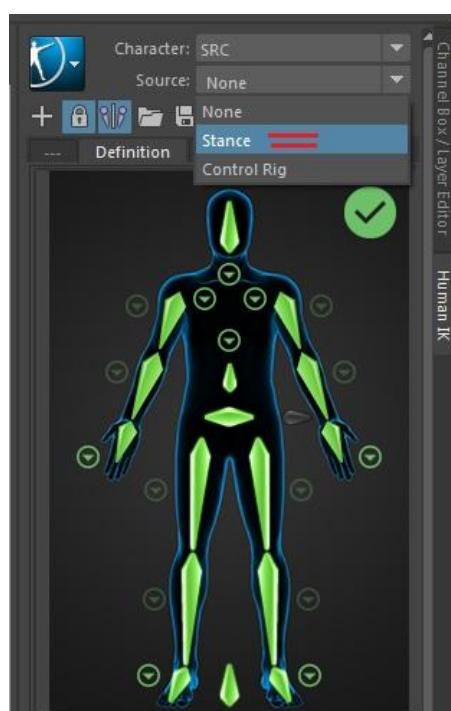 Character: SRC
Source: None
None
Stance
Control Rig
--- Definition
Channel Box / Layer Editor
Human IK